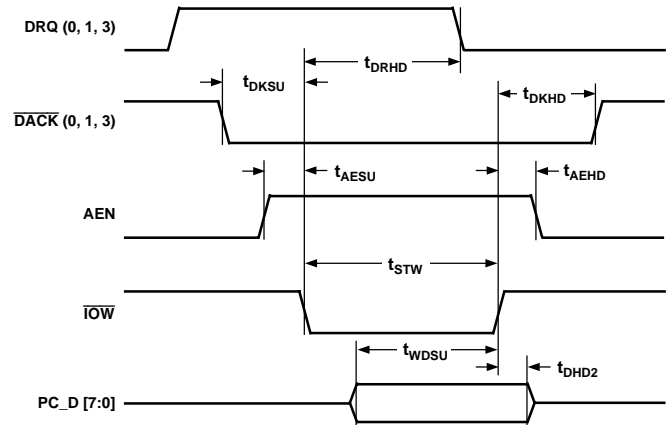 DRQ (0, 1, 3)
tDRHD
tDKSU
tDKHD
DACK (0, 1, 3)
tAESU
tAEHD
AEN
tSTW
IOW
tWDSU
tDHD2
PC_D [7:0]